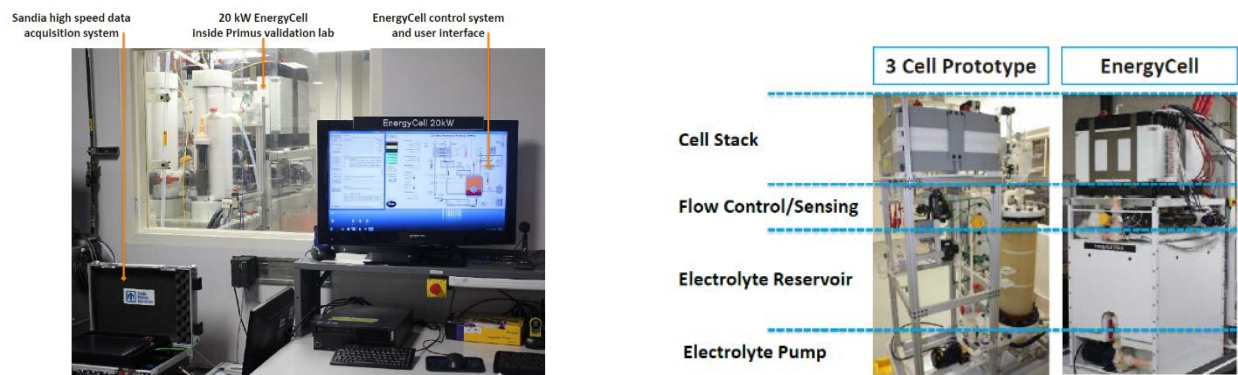 Sandia high speed data
acquisition system
20 kW EnergyCell
inside Primus validation lab
EnergyCell control system
and user interface
EnergyCell 20kW
3 Cell Prototype
EnergyCell
Cell Stack
Flow Control/Sensing
Electrolyte Reservoir
Electrolyte Pump